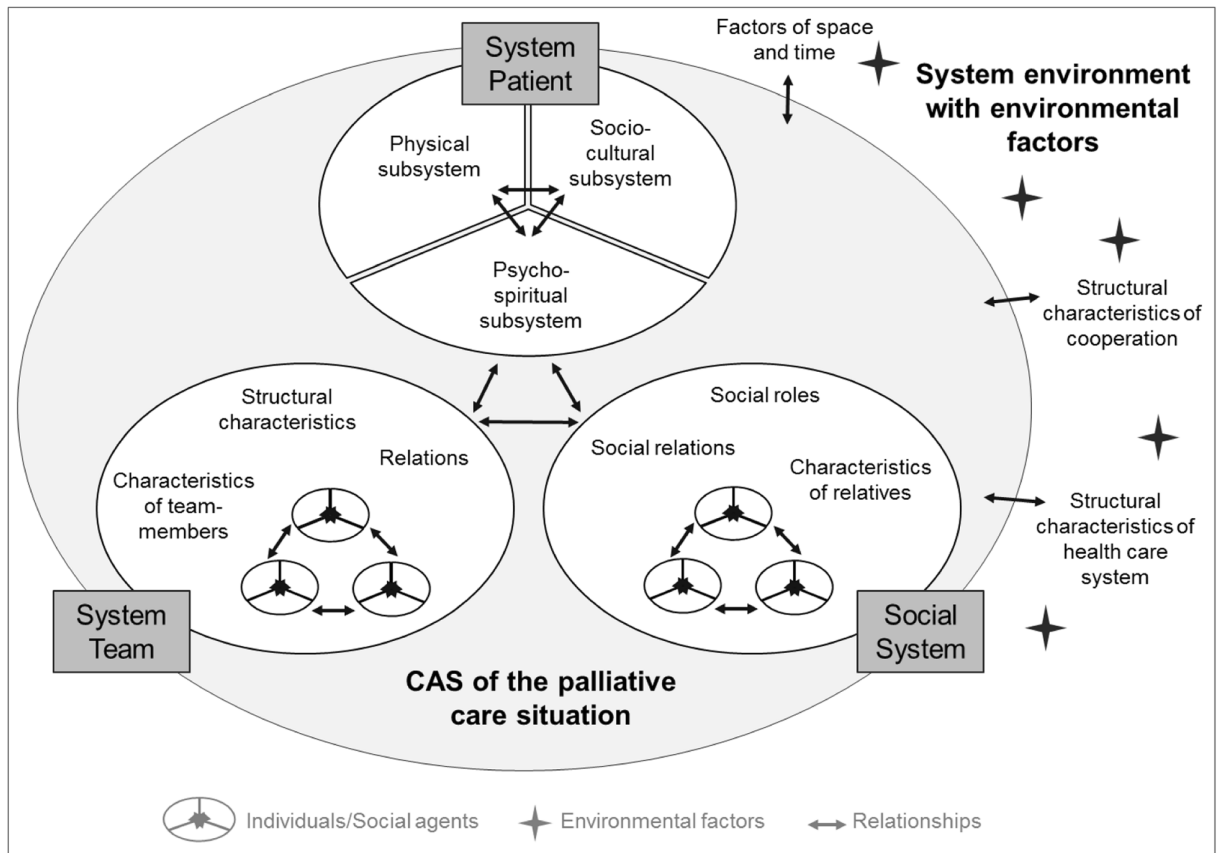 System
Patient
Factors of space
and time
System environment
with environmental
factors
Physical
subsystem
Socio-
cultural
subsystem
Psycho-
spiritual
subsystem
Structural
characteristics of
cooperation
Structural
characteristics
Relations
Characteristics
of team-
members
Social roles
Social relations
Characteristics
of relatives
Structural
characteristics of
health care
system
System
Team
Social
System
CAS of the palliative
care situation
Individuals/Social agents
Environmental factors
Relationships